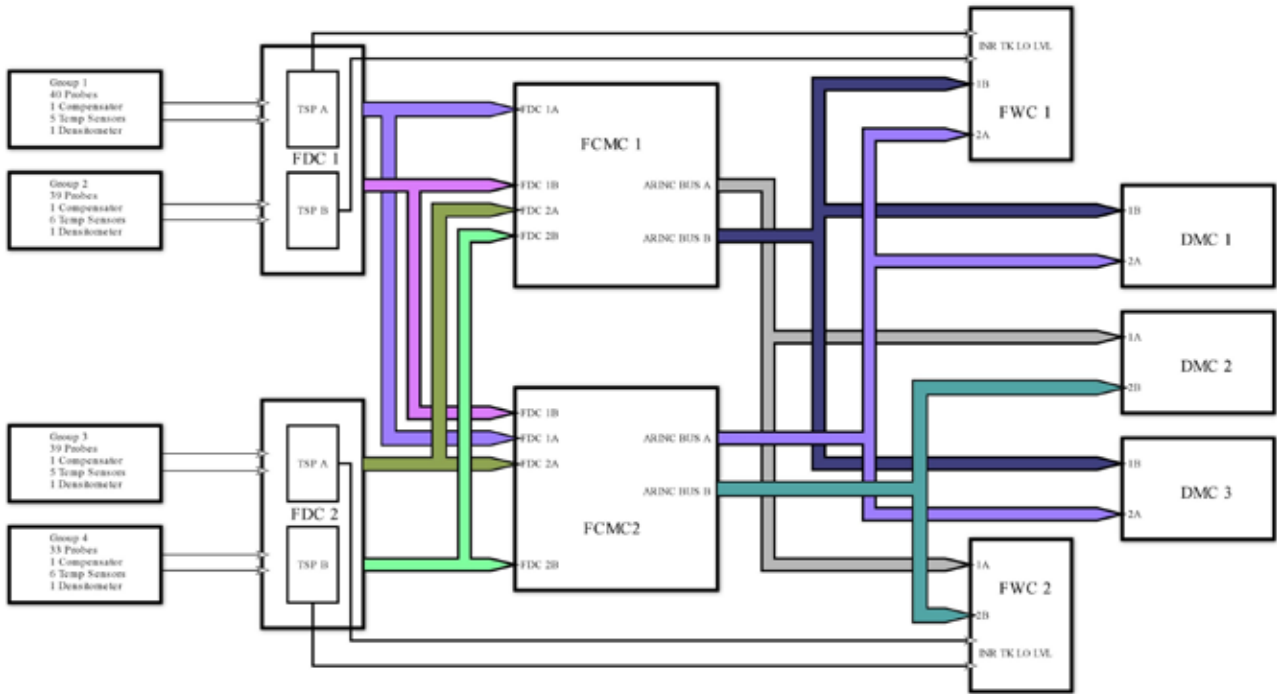 Group 1
40 Probes
1 Compensator
5 Temp Sensors
1 Densitometer
Group 2
39 Probes
1 Compensator
6 Temp Sensors
1 Densitometer
Group 3
39 Probes
1 Compensator
5 Temp Sensors
1 Densitometer
Group 4
33 Probes
1 Compensator
6 Temp Sensors
1 Densitometer
TSP A
FDC 1
TSP B
TSP A
FDC 2
TSP B
FDC 1A
FCMC 1
FDC 1B
ARINC BUS A
FDC 2A
FDC 2B
ARINC BUS B
FDC 1B
FDC 1A
ARINC BUS A
FDC 2A
ARINC BUS B
FCMC2
FDC 2B
INR TK LO LVL
1B
FWC 1
2A
1B
DMC 1
2A
1A
DMC 2
2B
1B
DMC 3
2A
1A
FWC 2
2B
INR TK LO LVL